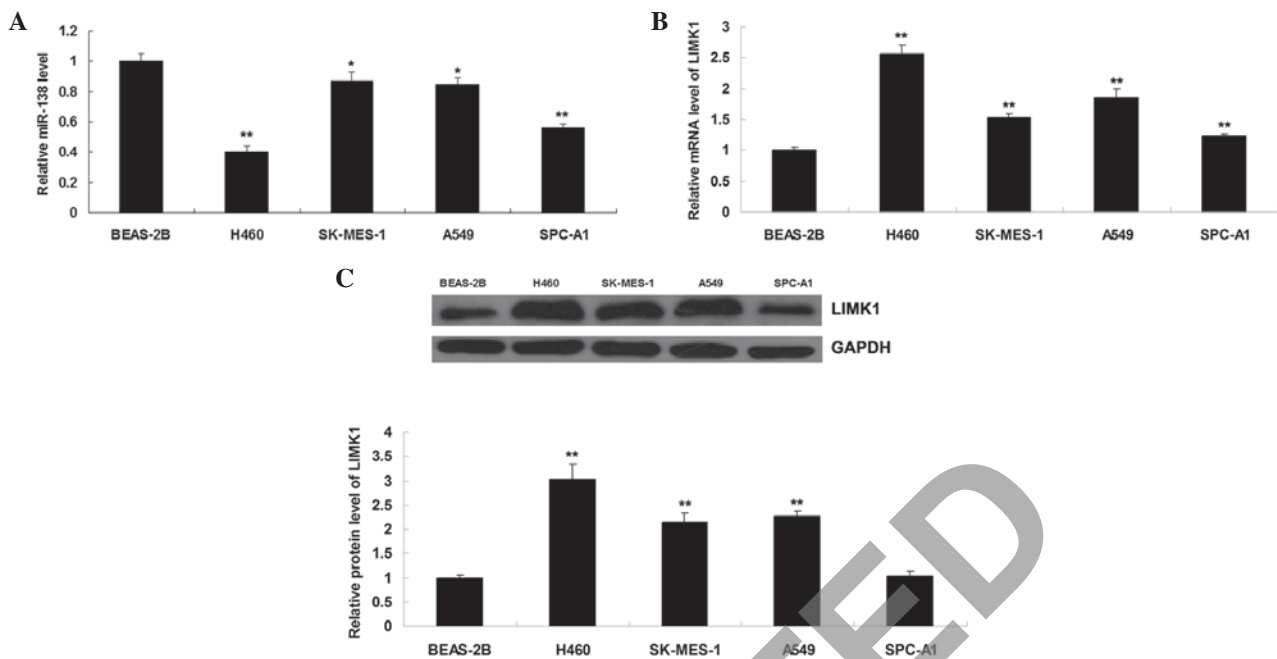 A
Relative miR-138 level
1.2
1
0.8
0.6
0.4
0.2
0
**
*
*
**
BEAS-2B H460 SK-MES-1 A549 SPC-A1
B
Relative mRNA level of LIMK1
3
2.5
2
1.5
1
0.5
0
**
**
**
**
BEAS-2B H460 SK-MES-1 A549 SPC-A1
C
BEAS-2B H460 SK-MES-1 A549 SPC-A1
LIMK1
GAPDH
Relative protein level of LIMK1
4
3.5
3
2.5
2
1.5
1
0.5
0
**
**
**
BEAS-2B H460 SK-MES-1 A549 SPC-A1
TED